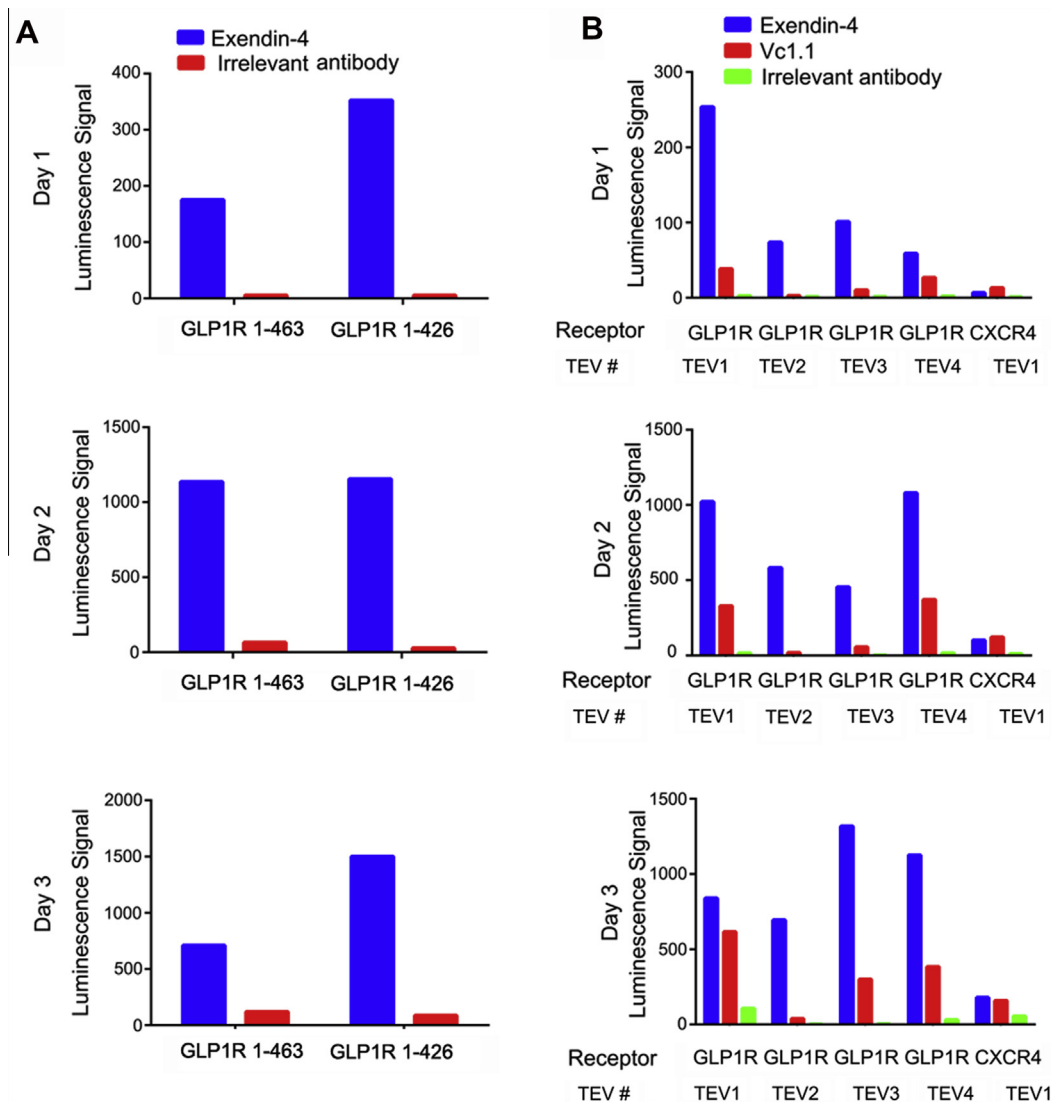 A
Exendin-4
Irrelevant antibody
Day 1
Luminescence Signal
400
300
200
100
0
GLP1R 1-463 GLP1R 1-426
Day 2
Luminescence Signal
1500
1000
500
0
GLP1R 1-463 GLP1R 1-426
Day 3
Luminescence Signal
2000
1500
1000
500
0
GLP1R 1-463 GLP1R 1-426
B
Exendin-4
Vc1.1
Irrelevant antibody
Day 1
Luminescence Signal
300
200
100
0
Receptor GLP1R GLP1R GLP1R GLP1R CXCR4
TEV # TEV1 TEV2 TEV3 TEV4 TEV1
Day 2
Luminescence Signal
1500
1000
500
0
Receptor GLP1R GLP1R GLP1R GLP1R CXCR4
TEV # TEV1 TEV2 TEV3 TEV4 TEV1
Day 3
Luminescence Signal
1500
1000
500
0
Receptor GLP1R GLP1R GLP1R GLP1R CXCR4
TEV # TEV1 TEV2 TEV3 TEV4 TEV1